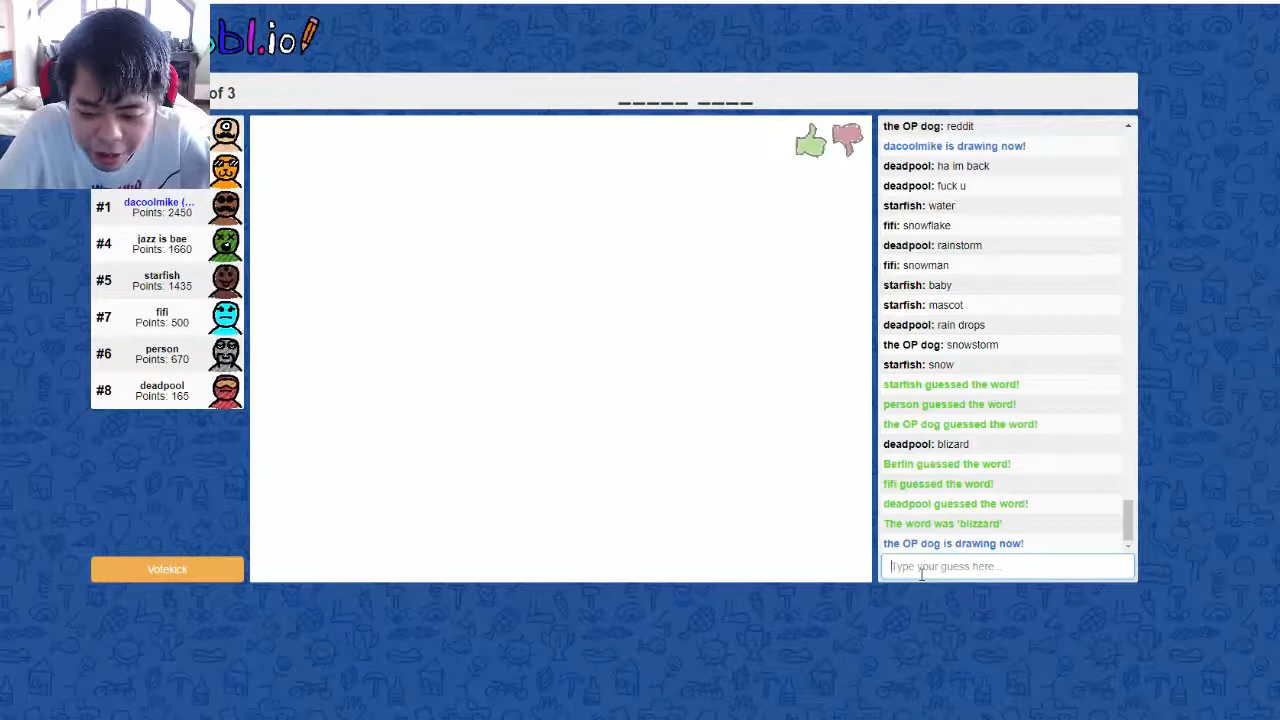 bl.io
of 3
_____ ____
#1 dacoolmike (...
Points: 2450
#4 jazz is bae
Points: 1660
#5 starfish
Points: 1435
#7 fifi
Points: 500
#6 person
Points: 670
#8 deadpool
Points: 165
Votekick
the OP dog: reddit
dacoolmike is drawing now!
deadpool: ha im back
deadpool: fuck u
starfish: water
fifi: snowflake
deadpool: rainstorm
fifi: snowman
starfish: baby
starfish: mascot
deadpool: rain drops
the OP dog: snowstorm
starfish: snow
starfish guessed the word!
person guessed the word!
the OP dog guessed the word!
deadpool: blizard
Berlin guessed the word!
fifi guessed the word!
deadpool guessed the word!
The word was 'blizzard'
the OP dog is drawing now!
Type your guess here...